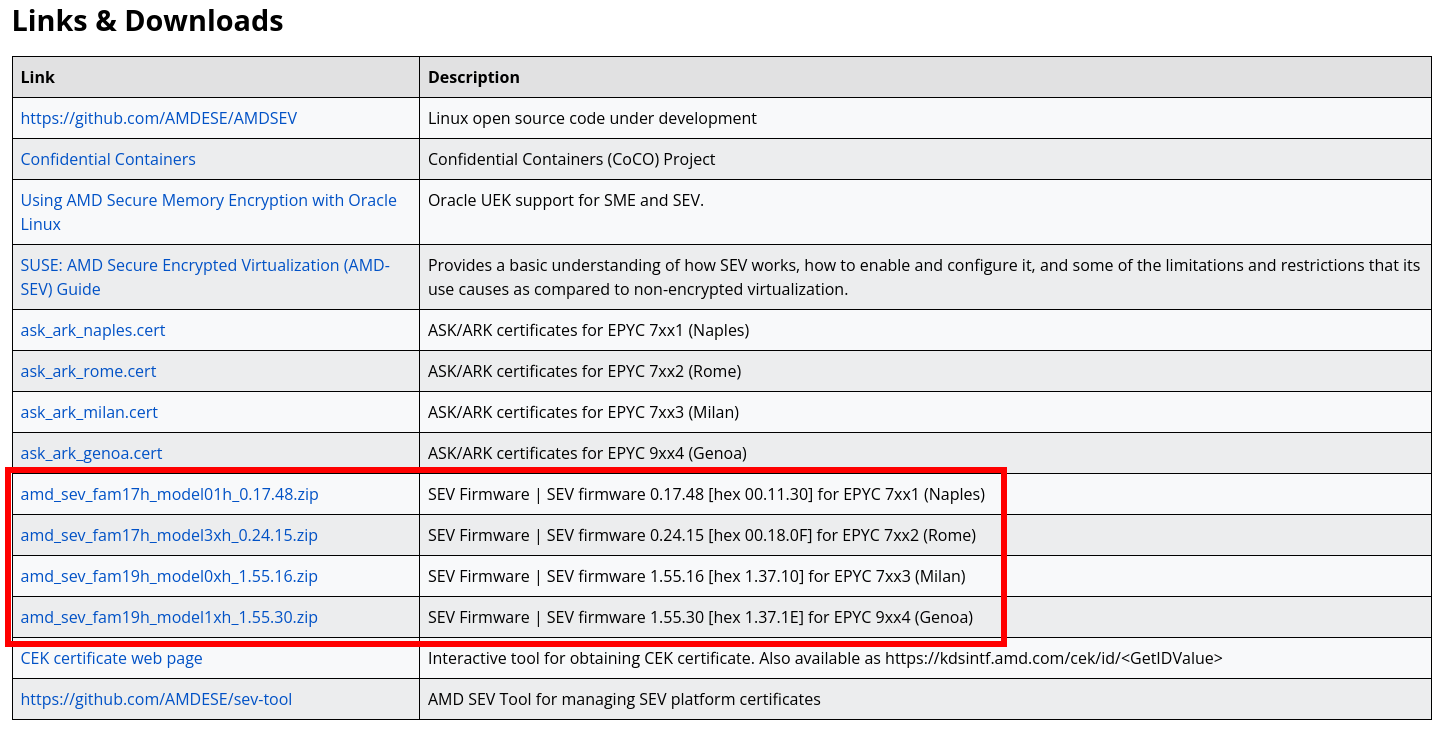 Links & Downloads
Link Description
https://github.com/AMDESE/AMDSEV Linux open source code under development
Confidential Containers Confidential Containers (CoCO) Project
Using AMD Secure Memory Encryption with Oracle Oracle UEK support for SME and SEV.
Linux
SUSE: AMD Secure Encrypted Virtualization (AMD- Provides a basic understanding of how SEV works, how to enable and configure it, and some of the limitations and restrictions that its
SEV) Guide use causes as compared to non-encrypted virtualization.
ask_ark_naples.cert ASK/ARK certificates for EPYC 7xx1 (Naples)
ask_ark_rome.cert ASK/ARK certificates for EPYC 7xx2 (Rome)
ask_ark_milan.cert ASK/ARK certificates for EPYC 7xx3 (Milan)
ask_ark_genoa.cert ASK/ARK certificates for EPYC 9xx4 (Genoa)
amd_sev_fam17h_model01h_0.17.48.zip SEV Firmware | SEV firmware 0.17.48 [hex 00.11.30] for EPYC 7xx1 (Naples)
amd_sev_fam17h_model3xh_0.24.15.zip SEV Firmware | SEV firmware 0.24.15 [hex 00.18.0F] for EPYC 7xx2 (Rome)
amd_sev_fam19h_model0xh_1.55.16.zip SEV Firmware | SEV firmware 1.55.16 [hex 1.37.10] for EPYC 7xx3 (Milan)
amd_sev_fam19h_model1xh_1.55.30.zip SEV Firmware | SEV firmware 1.55.30 [hex 1.37.1E] for EPYC 9xx4 (Genoa)
CEK certificate web page Interactive tool for obtaining CEK certificate. Also available as https://kdsintf.amd.com/cek/id/<GetIDValue>
https://github.com/AMDESE/sev-tool AMD SEV Tool for managing SEV platform certificates